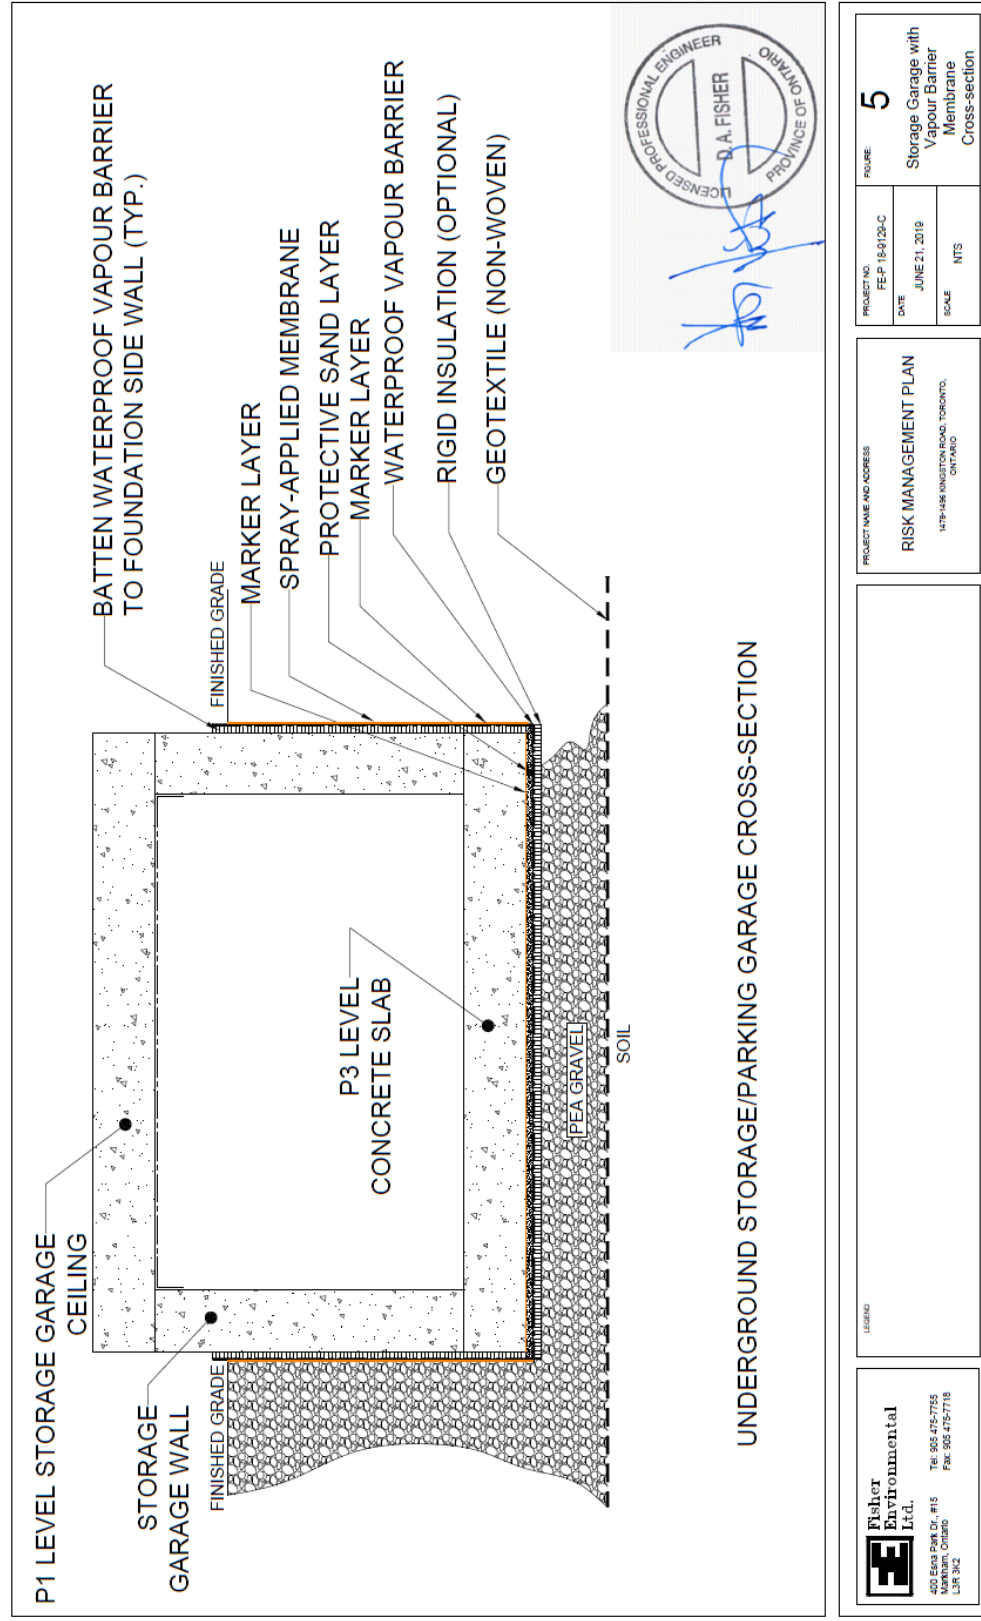 P1 LEVEL STORAGE GARAGE
CEILING
STORAGE
GARAGE WALL
FINISHED GRADE
P3 LEVEL
CONCRETE SLAB
PEA GRAVEL
SOIL
BATTEN WATERPROOF VAPOUR BARRIER
TO FOUNDATION SIDE WALL (TYP.)
FINISHED GRADE
MARKER LAYER
SPRAY-APPLIED MEMBRANE
PROTECTIVE SAND LAYER
MARKER LAYER
WATERPROOF VAPOUR BARRIER
RIGID INSULATION (OPTIONAL)
GEOTEXTILE (NON-WOVEN)
LICENSED PROFESSIONAL ENGINEER
D. A. FISHER
PROVINCE OF ONTARIO
UNDERGROUND STORAGE/PARKING GARAGE CROSS-SECTION
Fisher
Environmental
Ltd.
400 Esna Park Dr., #15
Markham, Ontario
L3R 3K2
Tel: 905 475-7755
Fax: 905 475-7718
LEGEND
PROJECT NAME AND ADDRESS
RISK MANAGEMENT PLAN
1478-1496 KINGSTON ROAD, TORONTO,
ONTARIO
PROJECT NO.
FE-P 18-9129-C
DATE
JUNE 21, 2019
SCALE
NTS
FIGURE:
5
Storage Garage with
Vapour Barrier
Membrane
Cross-section